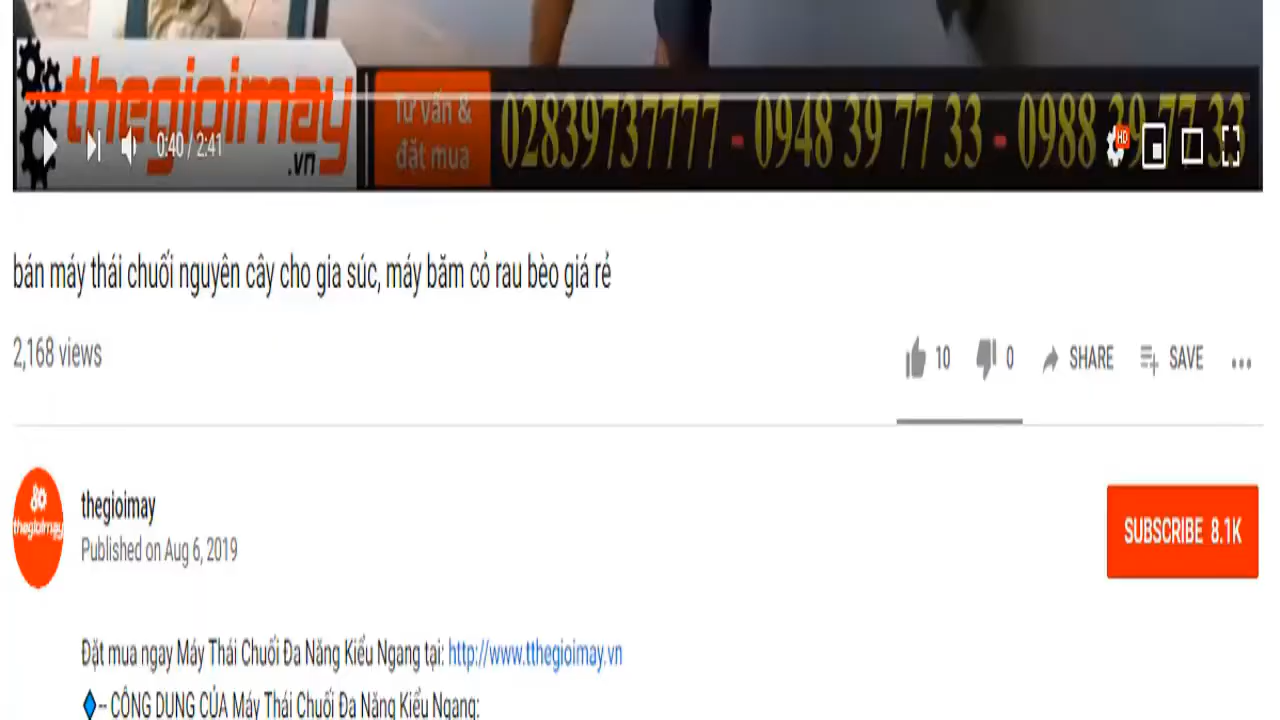 thegioimay
.vn
Tư vấn &
đặt mua
02839737777 - 0948 39 77 33 - 0988 39 77 33
0:40 / 2:41
HD
bán máy thái chuối nguyên cây cho gia súc, máy băm cỏ rau bèo giá rẻ
2,168 views
10 0 SHARE SAVE
thegioimay
thegioimay
Published on Aug 6, 2019
SUBSCRIBE 8.1K
Đặt mua ngay Máy Thái Chuối Đa Năng Kiểu Ngang tại: http://www.tthegioimay.vn
-- CÔNG DỤNG CỦA Máy Thái Chuối Đa Năng Kiểu Ngang: